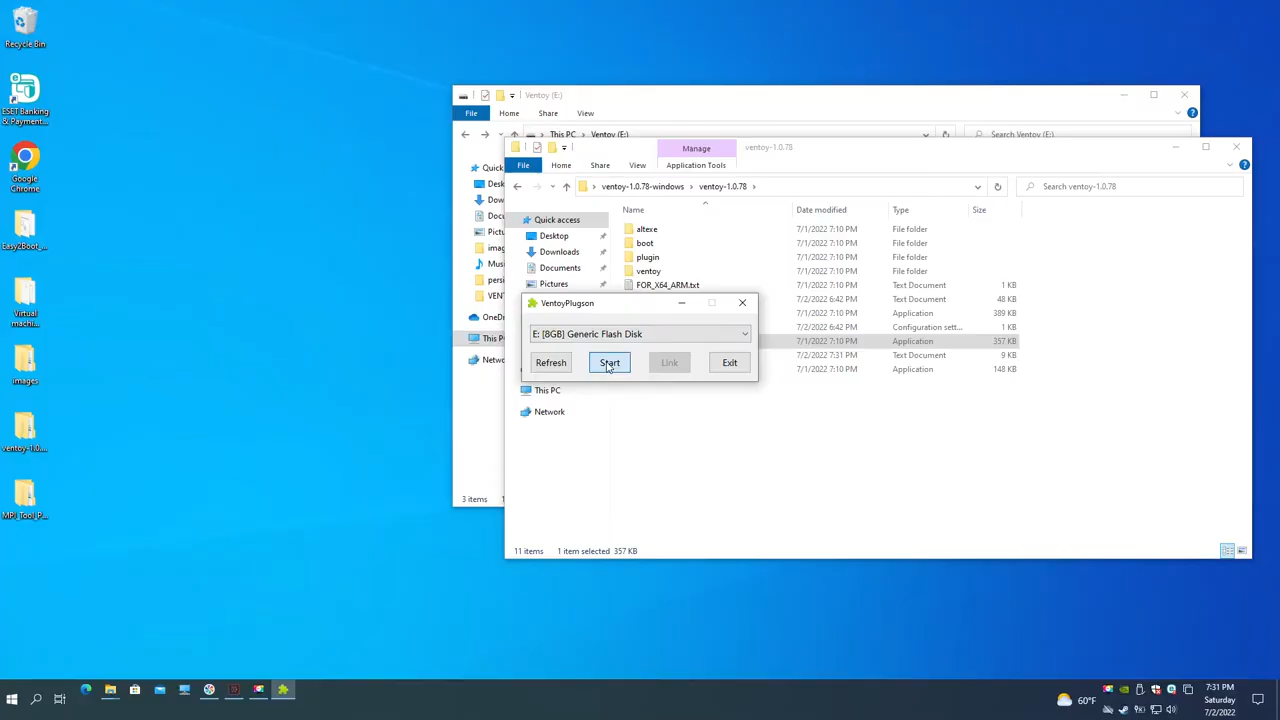 Recycle Bin
ESET Banking
& Payment...
Google
Chrome
Easy2Boot_...
Virtual
machi...
images
ventoy-1.0....
MPI_Tool_P...
Ventoy (E:)
File Home Share View
This PC > Ventoy (E:)
Search Ventoy (E:)
Quick
Desk
Dow
Docu
Pictu
imag
Musi
persi
VEN
OneD
This P
Netwo
3 items
Manage
ventoy-1.0.78
File Home Share View Application Tools
ventoy-1.0.78-windows > ventoy-1.0.78 >
Search ventoy-1.0.78
Name Date modified Type Size
Quick access
Desktop
Downloads
Documents
Pictures
This PC
Network
altexe 7/1/2022 7:10 PM File folder
boot 7/1/2022 7:10 PM File folder
plugin 7/1/2022 7:10 PM File folder
ventoy 7/1/2022 7:10 PM File folder
FOR_X64_ARM.txt 7/1/2022 7:10 PM Text Document 1 KB
7/2/2022 6:42 PM Text Document 48 KB
7/1/2022 7:10 PM Application 389 KB
7/2/2022 6:42 PM Configuration sett... 1 KB
7/1/2022 7:10 PM Application 357 KB
7/2/2022 7:31 PM Text Document 9 KB
7/1/2022 7:10 PM Application 148 KB
VentoyPlugson
E: [8GB] Generic Flash Disk
Refresh Start Link Exit
11 items 1 item selected 357 KB
60°F
7:31 PM
Saturday
7/2/2022